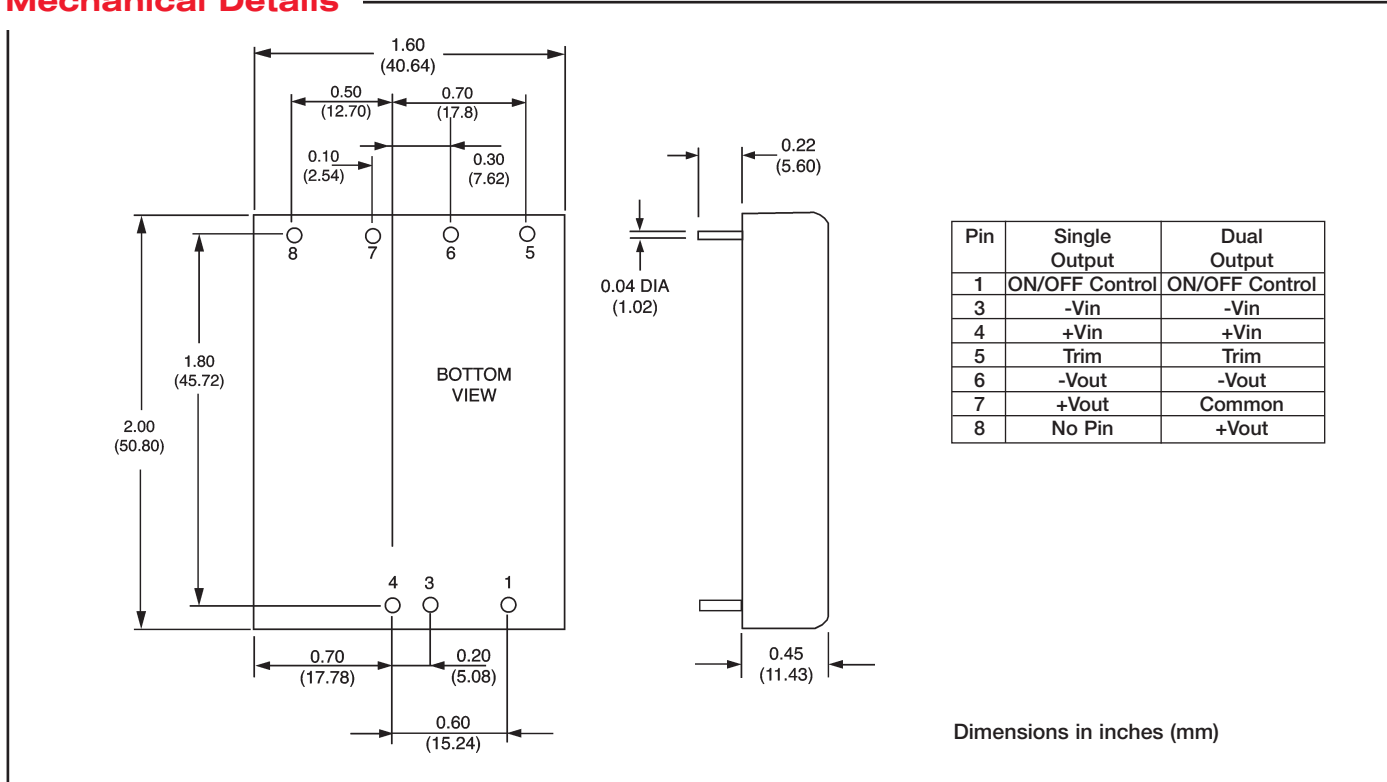 Mechanical Details
1.60
(40.64)
0.50
(12.70)
0.70
(17.8)
0.10
(2.54)
0.30
(7.62)
0.22
(5.60)
8
7
6
5
0.04 DIA
(1.02)
1.80
(45.72)
2.00
(50.80)
BOTTOM
VIEW
4
3
1
0.70
(17.78)
0.20
(5.08)
0.60
(15.24)
0.45
(11.43)
Pin Single Output Dual Output
1 ON/OFF Control ON/OFF Control
3 -Vin -Vin
4 +Vin +Vin
5 Trim Trim
6 -Vout -Vout
7 +Vout Common
8 No Pin +Vout
Dimensions in inches (mm)